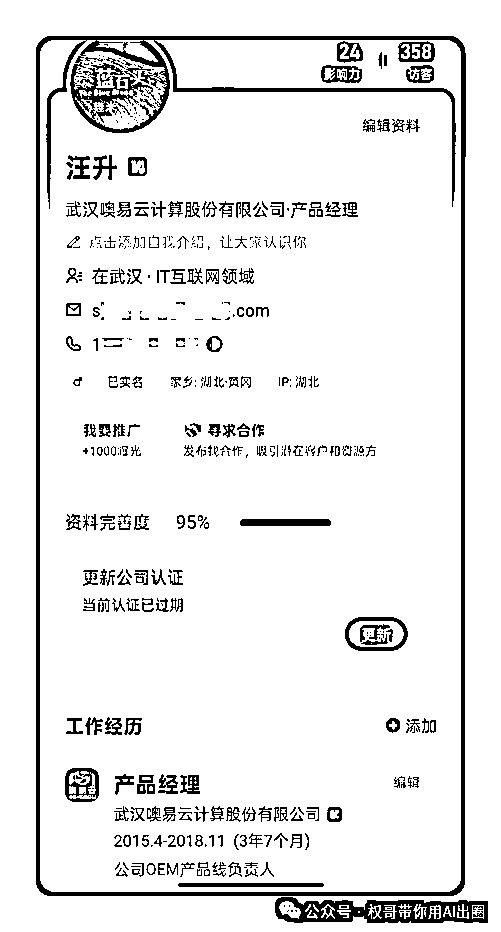 蓝石头
24 358
影响力 访客
编辑资料
汪升
武汉噢易云计算股份有限公司·产品经理
点击添加自我介绍，让大家认识你
在武汉 · IT互联网领域
s .com
1
♂ 已实名 家乡: 湖北·黄冈 IP: 湖北
我要推广 寻求合作
+1000曝光 发布找合作，吸引潜在客户和资源方
资料完善度 95%
更新公司认证
当前认证已过期
更新
工作经历 添加
产品经理 编辑
武汉噢易云计算股份有限公司
2015.4-2018.11 (3年7个月)
公司OEM产品线负责人
公众号 · 权哥带你用AI出圈